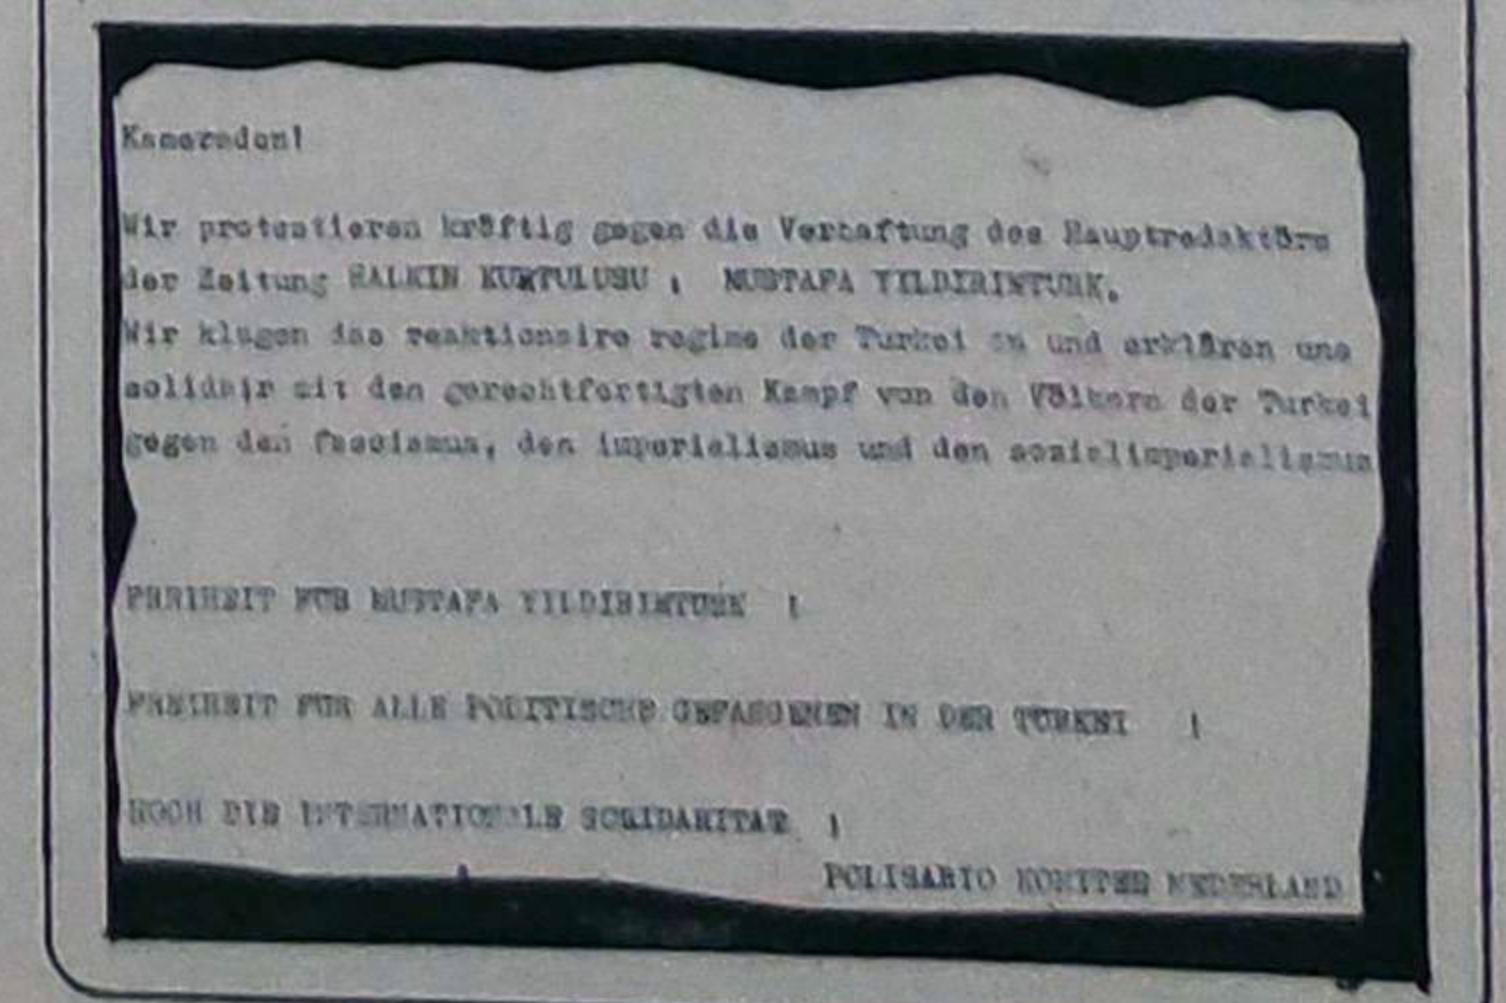 Kameraden!
Wir protestieren kräftig gegen die Verhaftung des Hauptredaktörs
der Zeitung HALKIN KURTULUSU ; MUSTAFA YILDIRIMTURK.
Wir klagen das reaktionaire regime der Turkei an und erklären uns
solidair mit den gerechtfertigten Kampf von den Völkern der Turkei
gegen den fascismus, den imperialismus und den sozialimperialismus
FREIHEIT FUR MUSTAFA YILDIRIMTURK !
FREIHEIT FUR ALLE POLITISCHE GEFANGENEN IN DER TURKEI !
HOCH DIE INTERNATIONALE SOLIDARITAT !
POLISARIO KOMITEE NEDERLAND